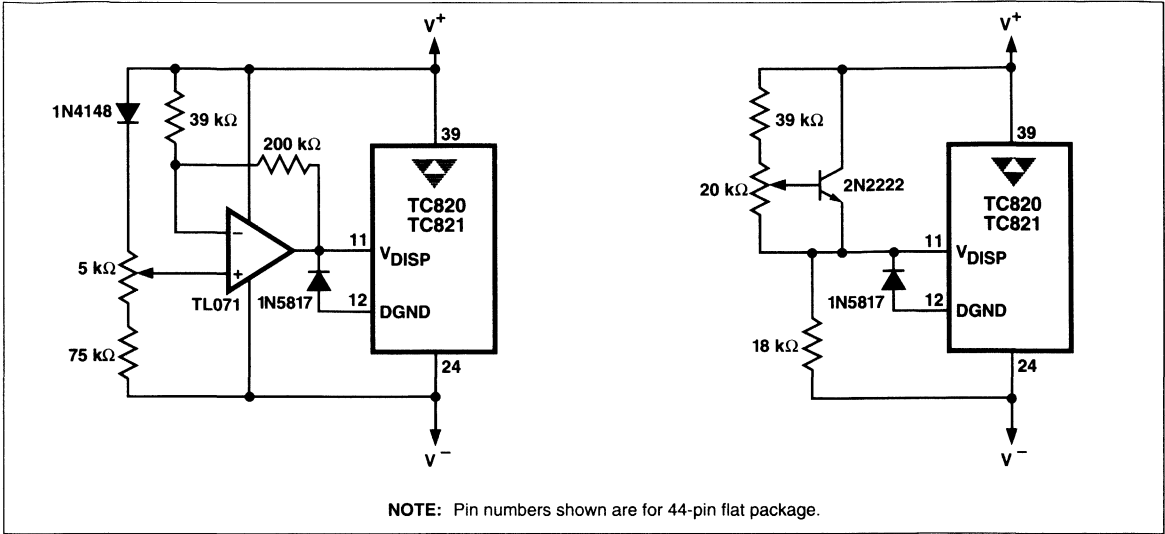 V+
1N4148
39 kΩ
200 kΩ
39
TC820
TC821
11
VDISP
−
+
5 kΩ
TL071
1N5817
12
DGND
75 kΩ
24
V−
V+
39 kΩ
39
20 kΩ
2N2222
TC820
TC821
11
VDISP
1N5817
12
DGND
18 kΩ
24
V−
NOTE: Pin numbers shown are for 44-pin flat package.